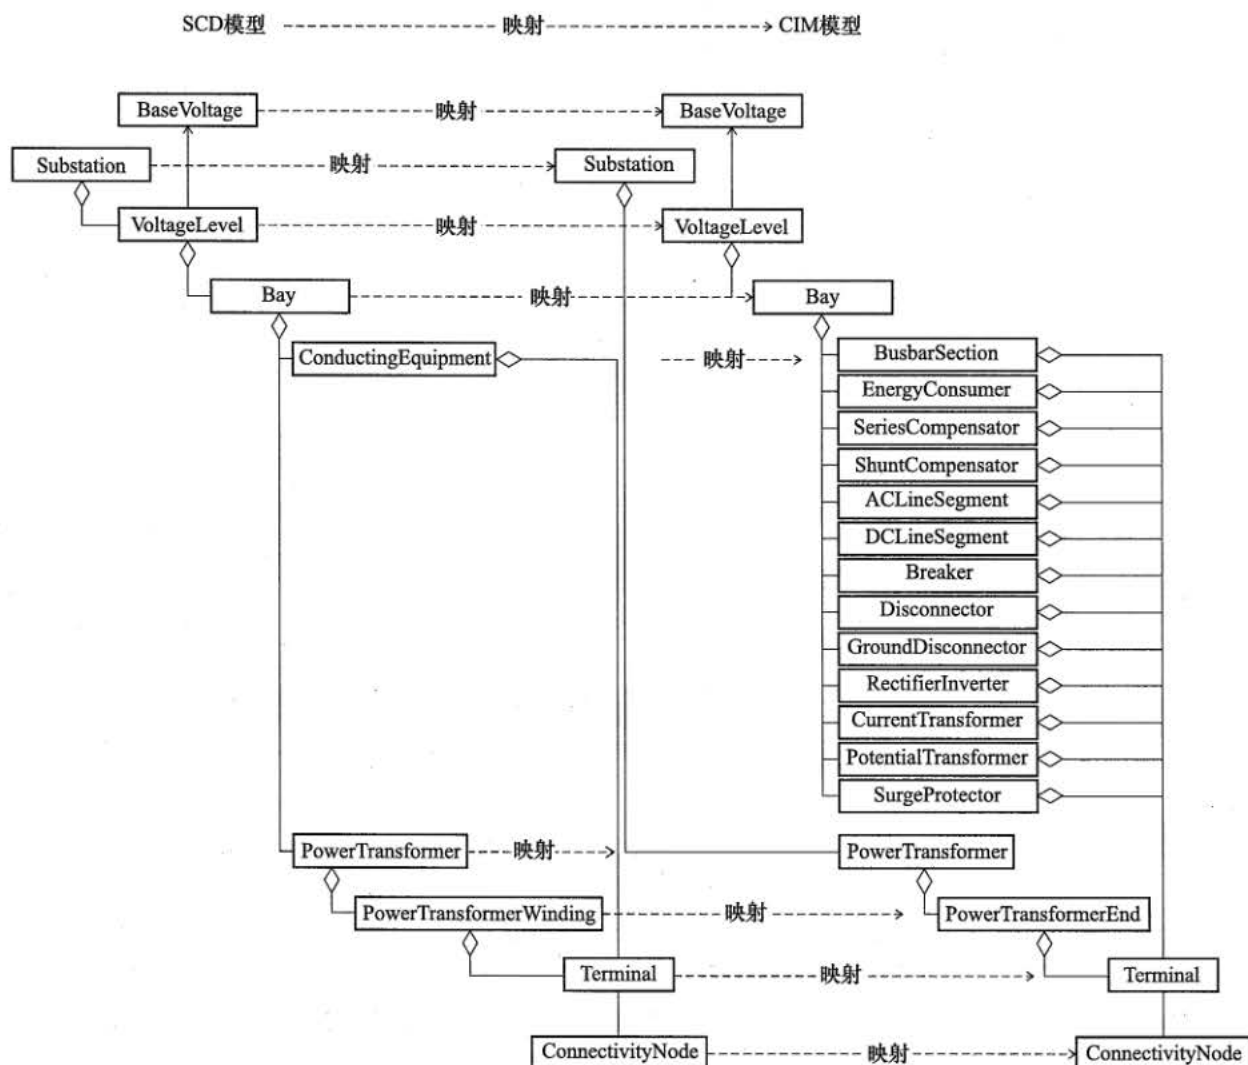 SCD模型 映射 CIM模型
BaseVoltage 映射 BaseVoltage
Substation 映射 Substation
VoltageLevel 映射 VoltageLevel
Bay 映射 Bay
ConductingEquipment 映射 BusbarSection
EnergyConsumer
SeriesCompensator
ShuntCompensator
ACLineSegment
DCLineSegment
Breaker
Disconnector
GroundDisconnector
RectifierInverter
CurrentTransformer
PotentialTransformer
SurgeProtector
PowerTransformer 映射 PowerTransformer
PowerTransformerWinding 映射 PowerTransformerEnd
Terminal 映射 Terminal
ConnectivityNode 映射 ConnectivityNode